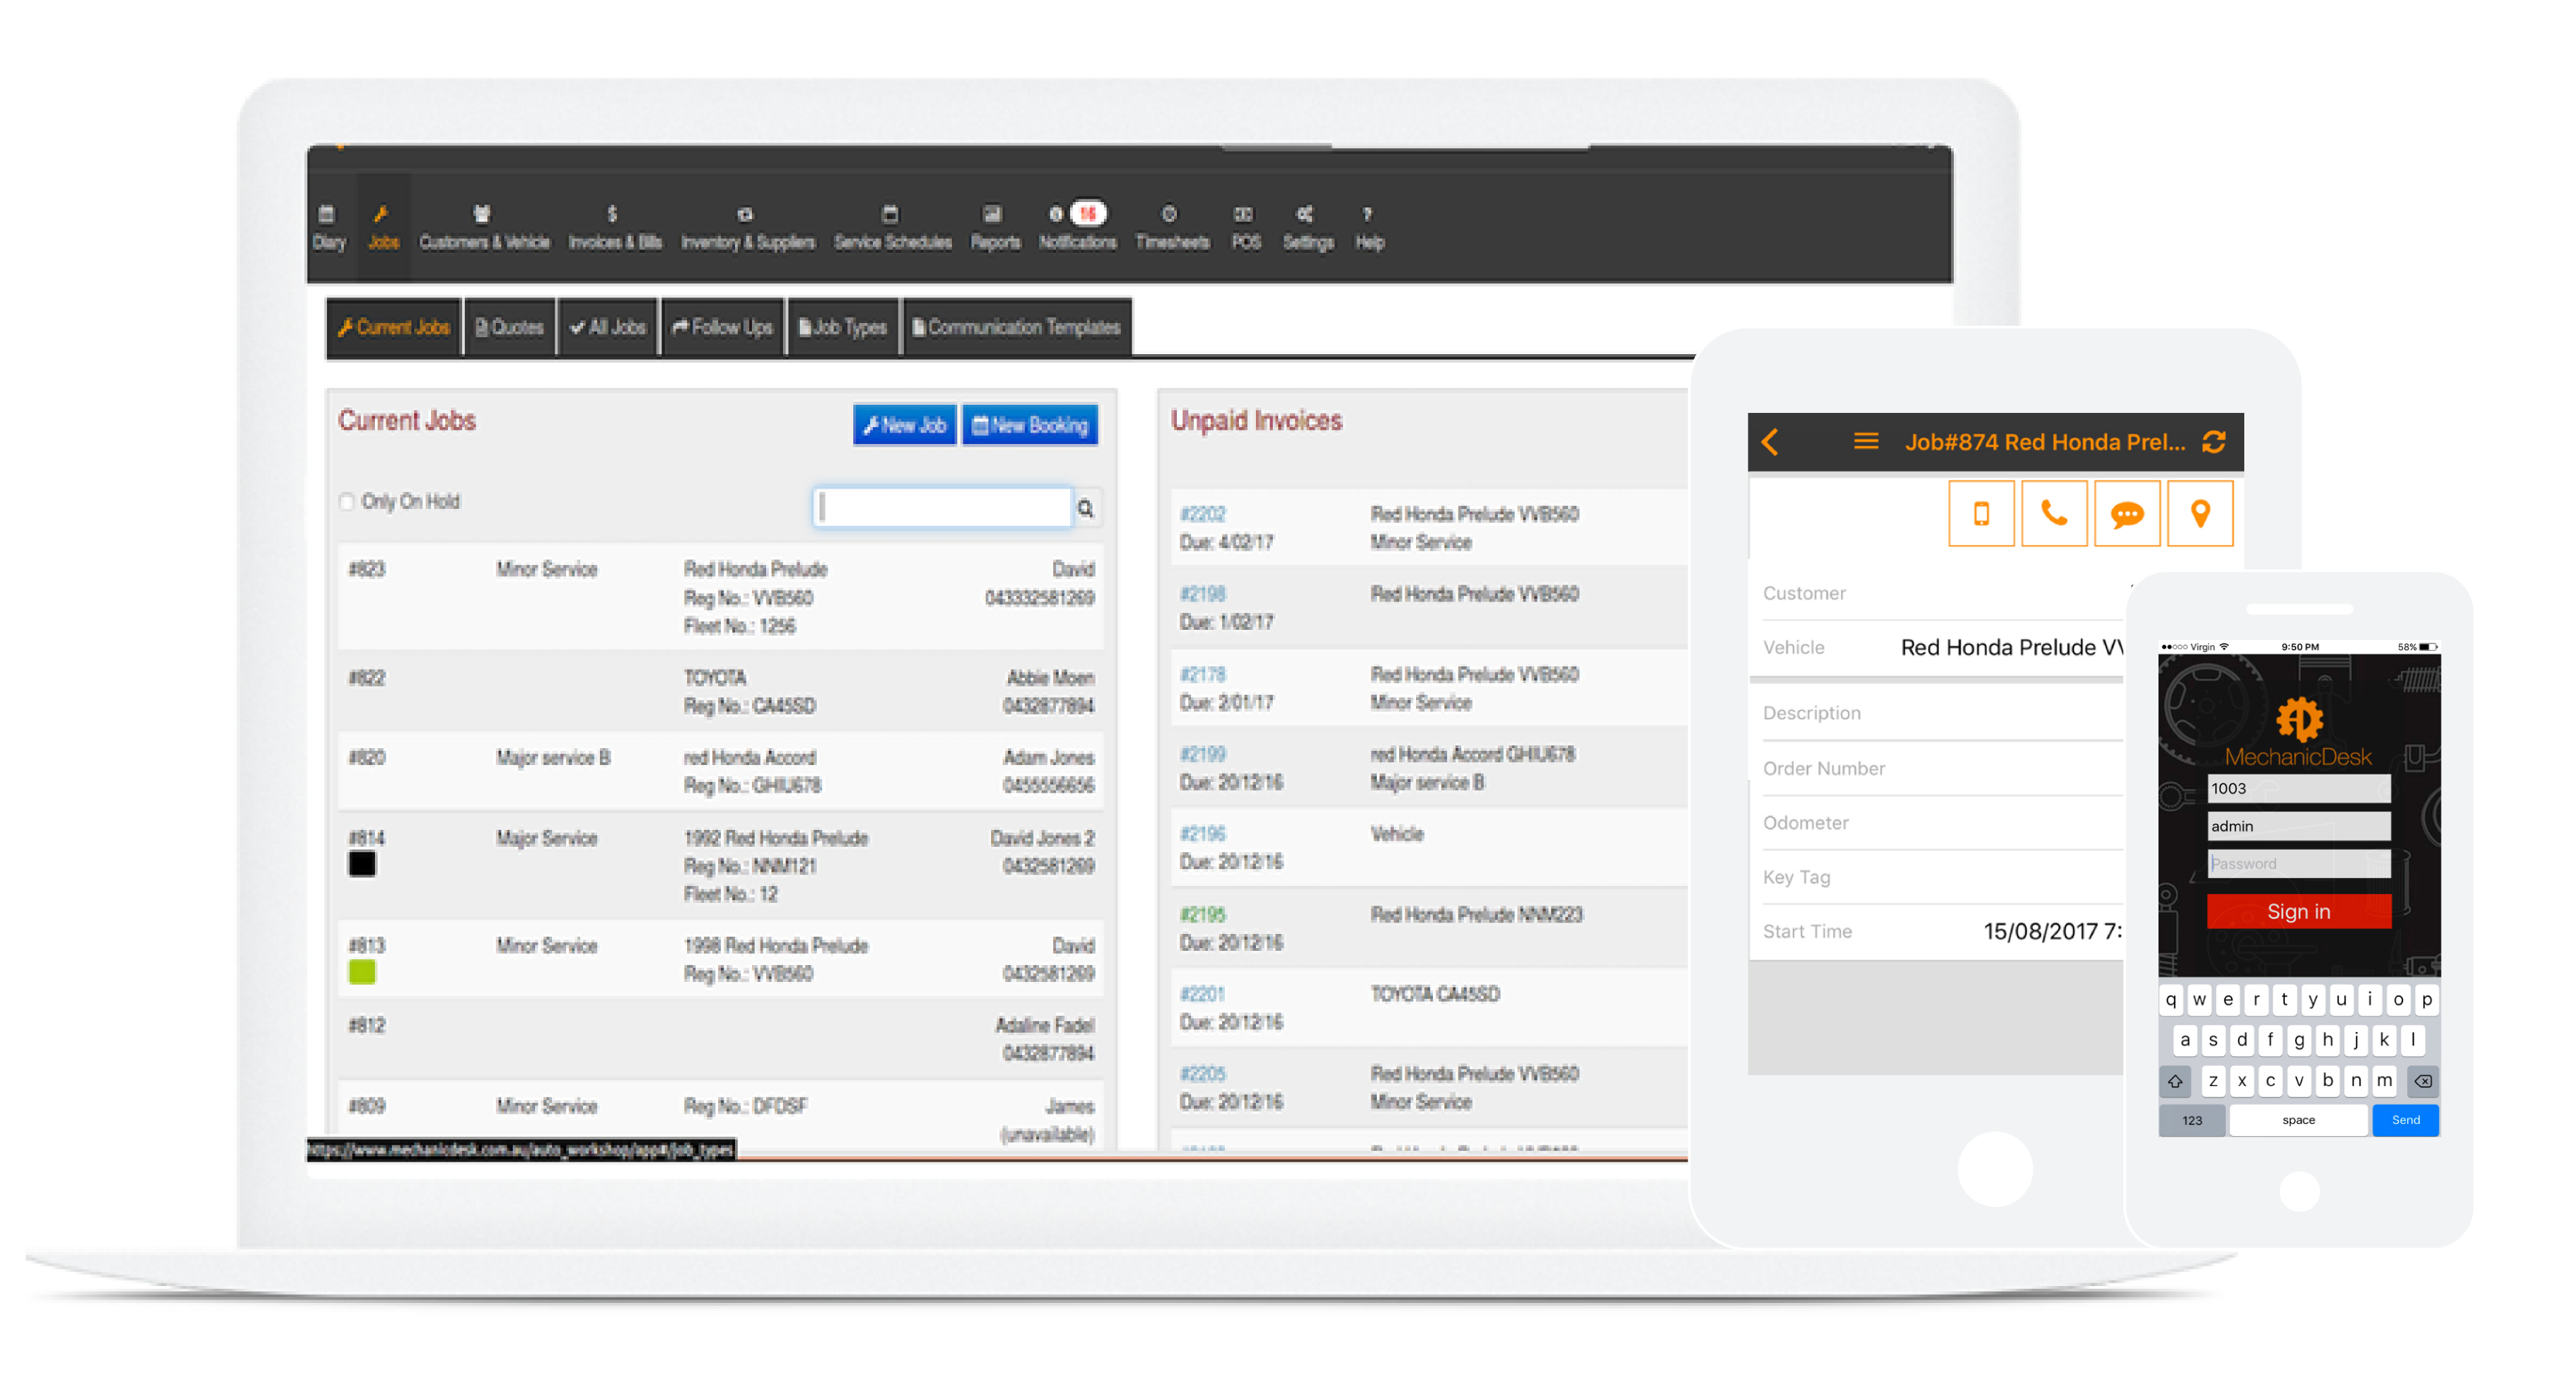 Diary Jobs Customers & Vehicle Invoices & Bills Inventory & Suppliers Service Schedules Reports Notifications 16 Timesheets POS Settings Help
Current Jobs Quotes All Jobs Follow Ups Job Types Communication Templates
Current Jobs New Job New Booking
Only On Hold
#823 Minor Service Red Honda Prelude David
Reg No.: VVB560 043332581269
Fleet No.: 1256
#822 TOYOTA Abbie Moen
Reg No.: CA45SD 0432877894
#820 Major service B red Honda Accord Adam Jones
Reg No.: GHIU678 0455556656
#814 Major Service 1992 Red Honda Prelude David Jones 2
Reg No.: NNM121 0432581269
Fleet No.: 12
#813 Minor Service 1998 Red Honda Prelude David
Reg No.: VVB560 0432581269
#812 Adaline Fadel
0432877894
#809 Minor Service Reg No.: DFDSF James
(unavailable)
https://www.mechanicdesk.com.au/auto_workshop/app#/job_types
Unpaid Invoices
#2202 Red Honda Prelude VVB560
Due: 4/02/17 Minor Service
#2198 Red Honda Prelude VVB560
Due: 1/02/17
#2178 Red Honda Prelude VVB560
Due: 2/01/17 Minor Service
#2199 red Honda Accord GHIU678
Due: 20/12/16 Major service B
#2196 Vehicle
Due: 20/12/16
#2195 Red Honda Prelude NNM223
Due: 20/12/16
#2201 TOYOTA CA45SD
Due: 20/12/16
#2205 Red Honda Prelude VVB560
Due: 20/12/16 Minor Service
Job#874 Red Honda Prel...
Customer
Vehicle Red Honda Prelude VV
Description
Order Number
Odometer
Key Tag
Start Time 15/08/2017 7:
Virgin 9:50 PM 58%
MechanicDesk
1003
admin
Password
Sign in
q w e r t y u i o p
a s d f g h j k l
z x c v b n m
123 space Send